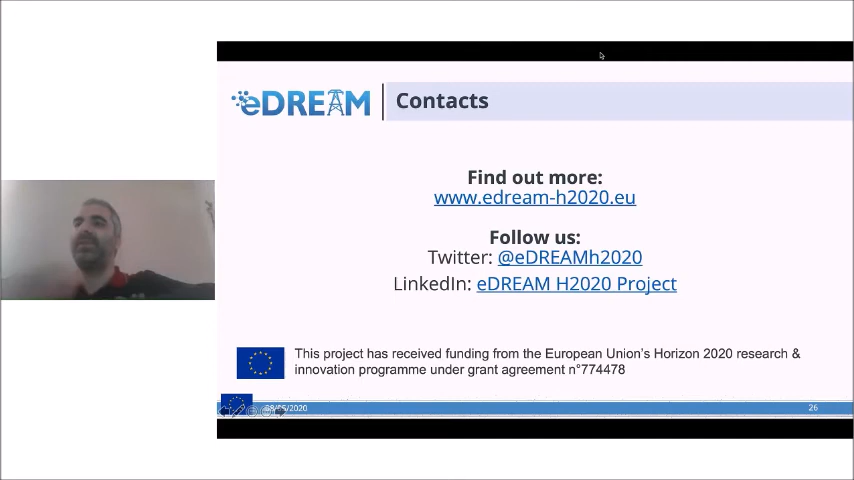 eDREAM
Contacts
Find out more:
www.edream-h2020.eu
Follow us:
Twitter: @eDREAMh2020
LinkedIn: eDREAM H2020 Project
This project has received funding from the European Union's Horizon 2020 research &
innovation programme under grant agreement n°774478
26